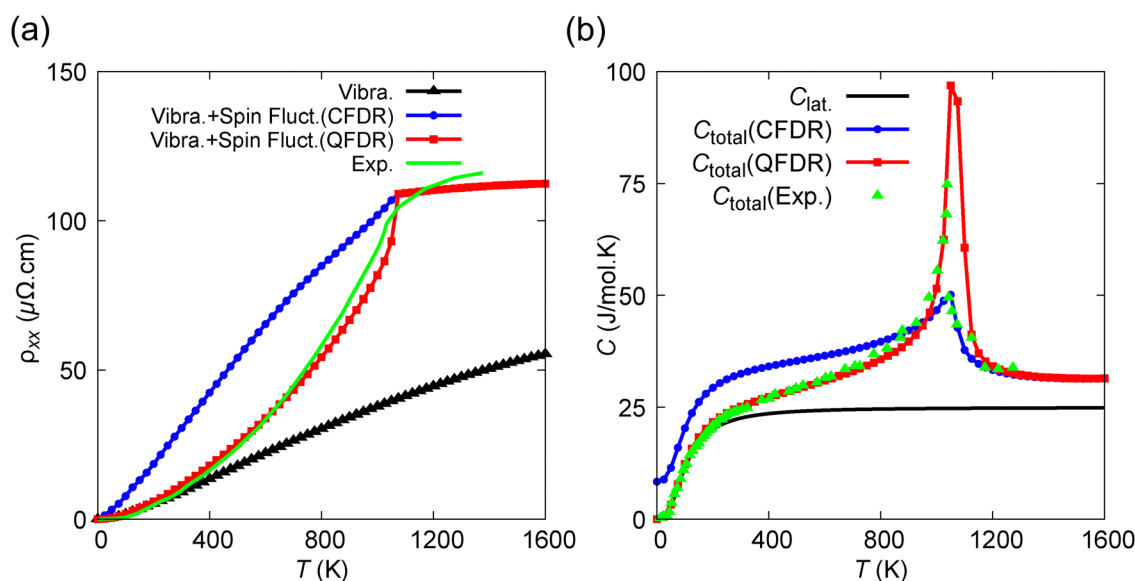 (a)
150
100
50
0
ρxx (μΩ.cm)
Vibra.
Vibra.+Spin Fluct.(CFDR)
Vibra.+Spin Fluct.(QFDR)
Exp.
0 400 800 1200 1600
T (K)
(b)
100
75
50
25
0
C (J/mol.K)
Clat.
Ctotal(CFDR)
Ctotal(QFDR)
Ctotal(Exp.)
0 400 800 1200 1600
T (K)